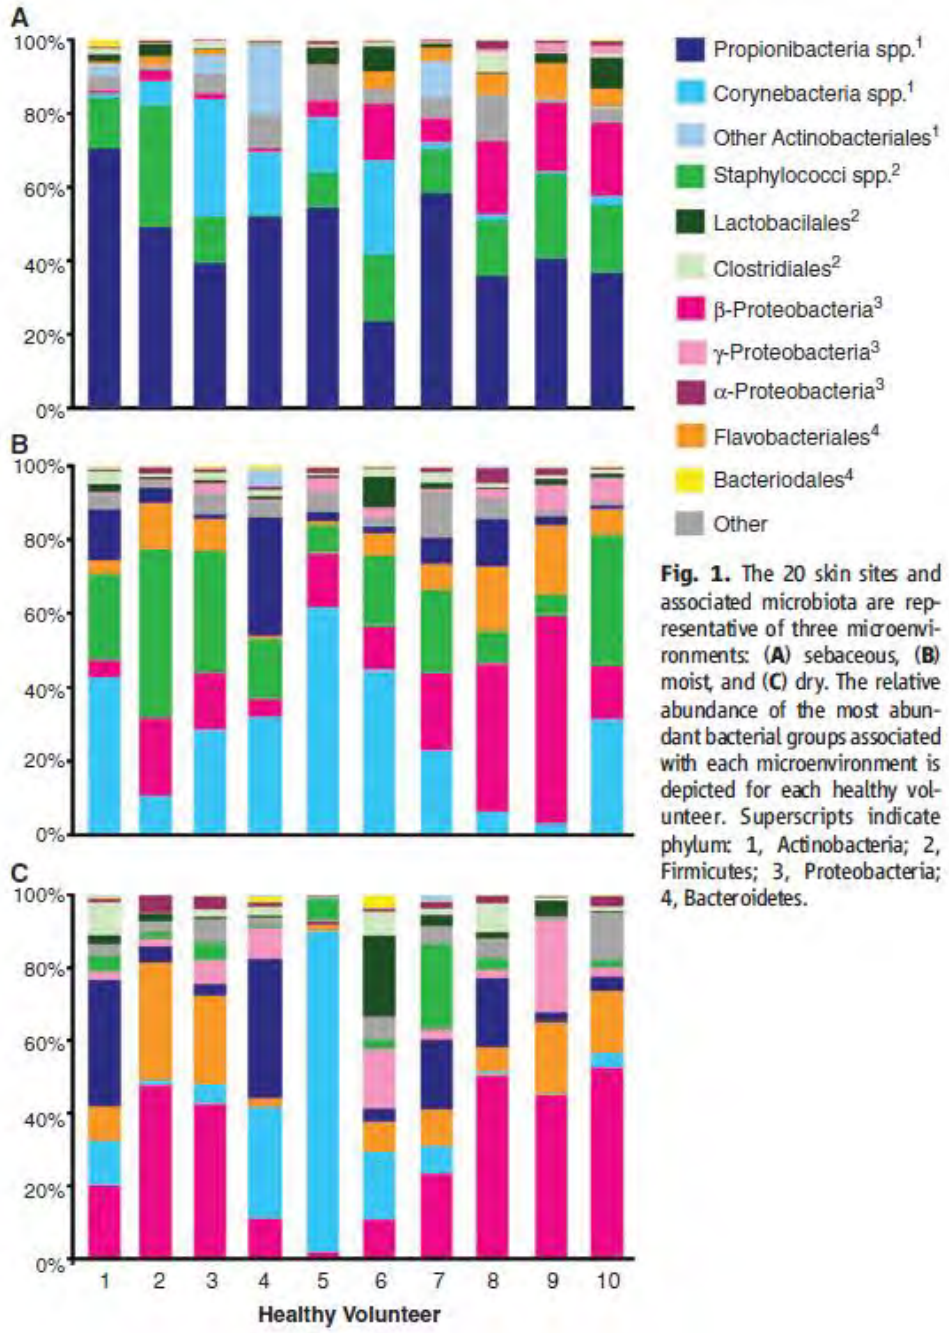 A
100%
80%
60%
40%
20%
0%
B
100%
80%
60%
40%
20%
0%
C
100%
80%
60%
40%
20%
0%
1 2 3 4 5 6 7 8 9 10
Healthy Volunteer
Propionibacteria spp.¹
Corynebacteria spp.¹
Other Actinobacteriales¹
Staphylococci spp.²
Lactobacilales²
Clostridiales²
β-Proteobacteria³
γ-Proteobacteria³
α-Proteobacteria³
Flavobacteriales⁴
Bacteriodales⁴
Other
Fig. 1. The 20 skin sites and
associated microbiota are rep-
resentative of three microenvi-
ronments: (A) sebaceous, (B)
moist, and (C) dry. The relative
abundance of the most abun-
dant bacterial groups associated
with each microenvironment is
depicted for each healthy vol-
unteer. Superscripts indicate
phylum: 1, Actinobacteria; 2,
Firmicutes; 3, Proteobacteria;
4, Bacteroidetes.